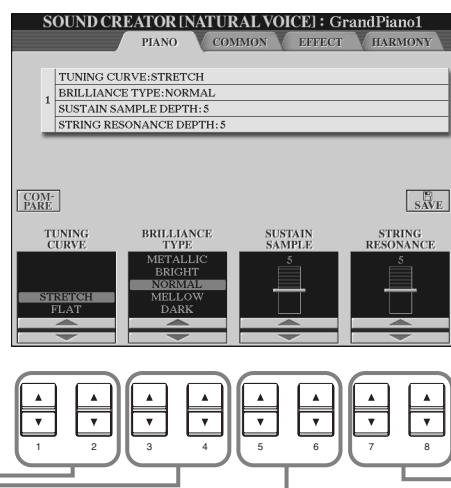 SOUND CREATOR [NATURAL VOICE] : GrandPiano1
PIANO COMMON EFFECT HARMONY
1
TUNING CURVE:STRETCH
BRILLIANCE TYPE:NORMAL
SUSTAIN SAMPLE DEPTH:5
STRING RESONANCE DEPTH:5
COM-
PARE
SAVE
TUNING
CURVE
STRETCH
FLAT
BRILLIANCE
TYPE
METALLIC
BRIGHT
NORMAL
MELLOW
DARK
SUSTAIN
SAMPLE
5
STRING
RESONANCE
5
1 2 3 4 5 6 7 8